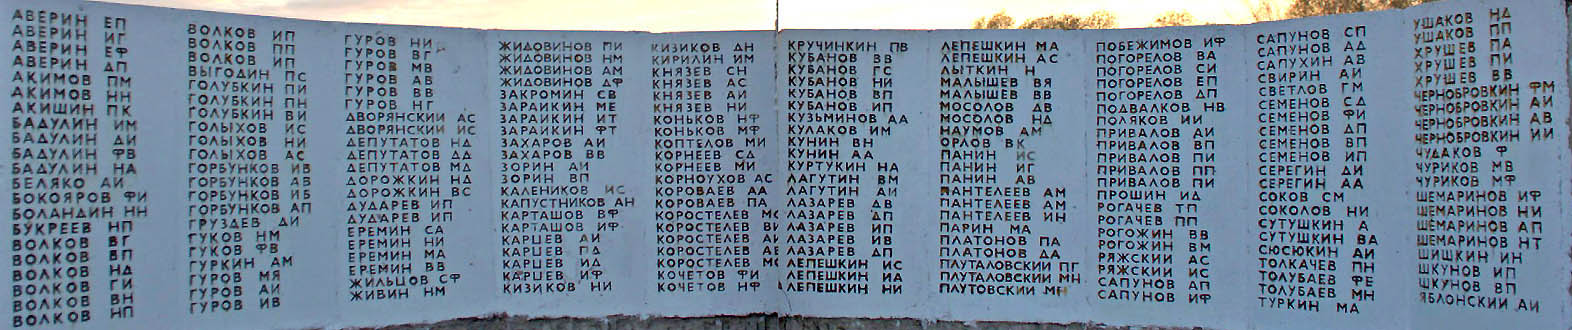 АВЕРИН ЕП
АВЕРИН ИГ
АВЕРИН ЕФ
АВЕРИН ДП
АКИМОВ ПМ
АКИМОВ НН
АКИШИН ПК
БАДУЛИН ИМ
БАДУЛИН ДИ
БАДУЛИН ФВ
БАДУЛИН НА
БЕЛЯКО АИ
БОКОЯРОВ ФИ
БОЛАНДИН НН
БУКРЕЕВ НП
ВОЛКОВ ВГ
ВОЛКОВ ВП
ВОЛКОВ НД
ВОЛКОВ ГИ
ВОЛКОВ ВН
ВОЛКОВ НП
ВОЛКОВ ИП
ВОЛКОВ ПП
ВОЛКОВ ИП
ВЫГОДИН ПС
ГОЛУБКИН ПИ
ГОЛУБКИН ПН
ГОЛУБКИН ВИ
ГОЛЫХОВ ИС
ГОЛЫХОВ НИ
ГОЛЫХОВ АС
ГОРБУНКОВ ИВ
ГОРБУНКОВ АВ
ГОРБУНКОВ ИБ
ГОРБУНКОВ АП
ГРУЗДЕВ ДИ
ГУКОВ НМ
ГУКОВ ФВ
ГУРКИН АМ
ГУРОВ МЯ
ГУРОВ АИ
ГУРОВ ИВ
ГУРОВ НИ
ГУРОВ ВГ
ГУРОВ МВ
ГУРОВ АВ
ГУРОВ ВВ
ГУРОВ НГ
ДВОРЯНСКИЙ АС
ДВОРЯНСКИЙ ИС
ДЕПУТАТОВ НД
ДЕПУТАТОВ ДД
ДЕПУТАТОВ МД
ДОРОЖКИН НД
ДОРОЖКИН ВС
ДУДАРЕВ ИП
ДУДАРЕВ ИП
ЕРЕМИН СА
ЕРЕМИН НИ
ЕРЕМИН МА
ЕРЕМИН ВВ
ЖИЛЬЦОВ СФ
ЖИВИН НМ
ЖИДОВИНОВ ПИ
ЖИДОВИНОВ НМ
ЖИДОВИНОВ АМ
ЖИДОВИНОВ ДФ
ЗАКРОМИН СВ
ЗАРАИКИН МЕ
ЗАРАИКИН ИТ
ЗАРАИКИН ФТ
ЗАХАРОВ АИ
ЗАХАРОВ ВВ
ЗОРИН АИ
ЗОРИН ВП
КАЛЕНИКОВ ИС
КАПУСТНИКОВ АН
КАРТАШОВ ВФ
КАРТАШОВ ИФ
КАРЦЕВ АИ
КАРЦЕВ ПД
КАРЦЕВ ИД
КАРЦЕВ ИФ
КИЗИКОВ НИ
КИЗИКОВ ДН
КИРИЛИН ИМ
КНЯЗЕВ СН
КНЯЗЕВ АС
КНЯЗЕВ АИ
КНЯЗЕВ НИ
КОНЬКОВ НФ
КОНЬКОВ МФ
КОПТЕЛОВ МИ
КОРНЕЕВ СД
КОРНЕЕВ МИ
КОРНОУХОВ АС
КОРОВАЕВ АА
КОРОВАЕВ ПА
КОРОСТЕЛЕВ
КОРОСТЕЛЕВ
КОРОСТЕЛЕВ
КОРОСТЕЛЕВ
КОЧЕТОВ ФИ
КОЧЕТОВ НФ
КРУЧИНКИН ПВ
КУБАНОВ ВВ
КУБАНОВ ГС
КУБАНОВ НИ
КУБАНОВ ВП
КУБАНОВ ИП
КУЗЬМИНОВ АА
КУЛАКОВ ИМ
КУНИН ВН
КУНИН АА
КУРТУКИН НА
ЛАГУТИН ВМ
ЛАГУТИН АИ
ЛАЗАРЕВ ДВ
ЛАЗАРЕВ ДП
ЛАЗАРЕВ ИП
ЛАЗАРЕВ ИВ
ЛАЗАРЕВ ДП
ЛЕПЕШКИН ИС
ЛЕПЕШКИН ИА
ЛЕПЕШКИН НИ
ЛЕПЕШКИН МА
ЛЕПЕШКИН АС
ЛЫТКИН Н
МАЛЫШЕВ ВЯ
МАЛЫШЕВ ВВ
МОСОЛОВ ДВ
МОСОЛОВ НД
НАУМОВ АМ
ОРЛОВ ВК
ПАНИН ИС
ПАНИН ИГ
ПАНИН АВ
ПАНТЕЛЕЕВ АМ
ПАНТЕЛЕЕВ АМ
ПАНТЕЛЕЕВ ИН
ПАРИН МА
ПЛАТОНОВ ПА
ПЛАТОНОВ ДА
ПЛУТАЛОВСКИЙ ПГ
ПЛУТАЛОВСКИЙ МН
ПЛУТОВСКИЙ МН
ПОБЕЖИМОВ ИФ
ПОГОРЕЛОВ ВА
ПОГОРЕЛОВ СИ
ПОГОРЕЛОВ ЕП
ПОГОРЕЛОВ ДП
ПОДВАЛКОВ НВ
ПОЛЯКОВ ИИ
ПРИВАЛОВ АИ
ПРИВАЛОВ ВП
ПРИВАЛОВ ИП
ПРИВАЛОВ ПП
ПРИВАЛОВ ПИ
ПРОШИН ИД
РОГАЧЕВ ТП
РОГАЧЕВ ПП
РОГОЖИН ВВ
РОГОЖИН ВМ
РЯЖСКИЙ АС
РЯЖСКИЙ ИС
САПУНОВ АП
САПУНОВ ИФ
САПУНОВ СП
САПУНОВ АД
САПУХИН АВ
СВИРИН АИ
СВЕТЛОВ ГМ
СЕМЕНОВ СД
СЕМЕНОВ ФИ
СЕМЕНОВ ДП
СЕМЕНОВ ВП
СЕМЕНОВ ИП
СЕРЕГИН ДИ
СЕРЕГИН АА
СОКОВ СМ
СОКОЛОВ НИ
СУТУШКИН А
СУТУШКИН ВА
СЮСЮКИН АИ
ТОЛКАЧЕВ ПН
ТОЛУБАЕВ ФЕ
ТОЛУБАЕВ МН
ТУРКИН МА
УШАКОВ НД
УШАКОВ ПП
ХРУШЕВ ПА
ХРУШЕВ ПИ
ХРУШЕВ ВВ
ЧЕРНОБРОВКИН ФМ
ЧЕРНОБРОВКИН АИ
ЧЕРНОБРОВКИН АВ
ЧЕРНОБРОВКИН ИИ
ЧУДАКОВ Ф
ЧУРИКОВ МВ
ЧУРИКОВ МФ
ШЕМАРИНОВ ИФ
ШЕМАРИНОВ НИ
ШЕМАРИНОВ АП
ШЕМАРИНОВ НТ
ШИШКИН ИН
ШКУНОВ ИП
ШКУНОВ ВП
ЯБЛОНСКИЙ АИ